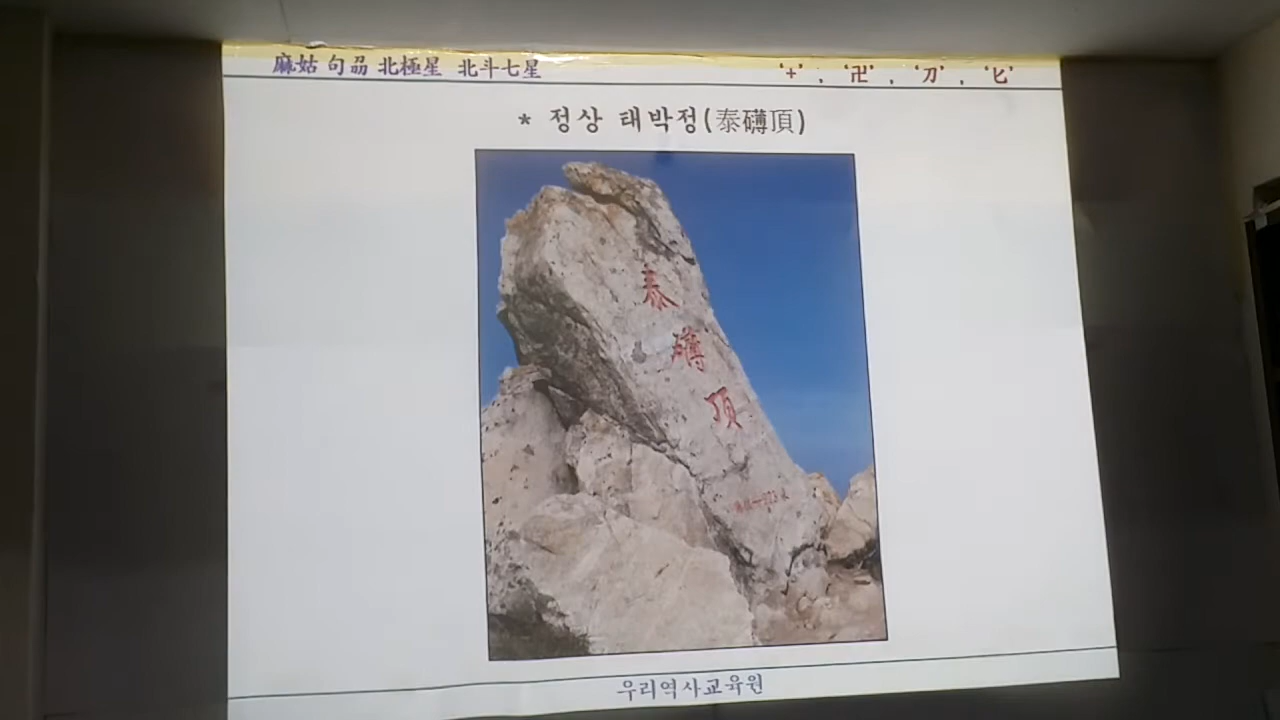 麻姑 句茘 北極星 北斗七星
‘+’, ‘卍’, ‘刀’, ‘匕’
* 정상 태박정(泰礴頂)
泰
礴
頂
우리역사교육원